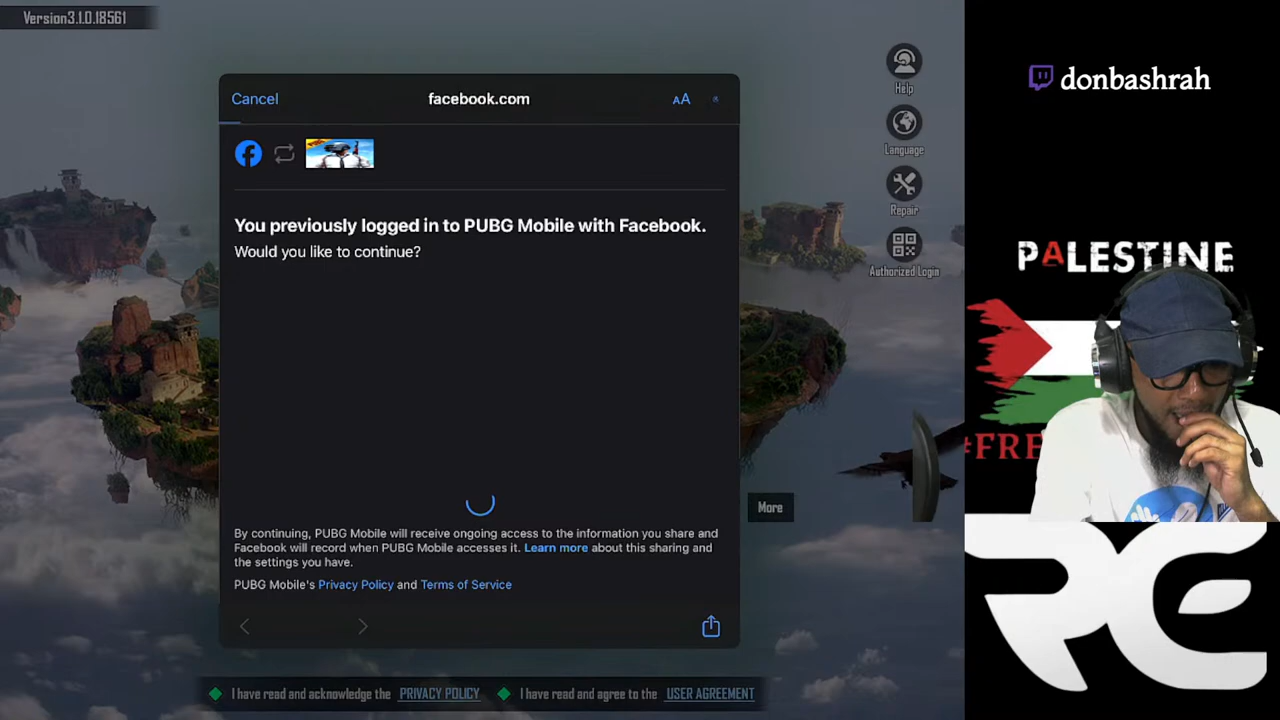 Version3.1.0.18561
Cancel
facebook.com
AA
You previously logged in to PUBG Mobile with Facebook.
Would you like to continue?
By continuing, PUBG Mobile will receive ongoing access to the information you share and
Facebook will record when PUBG Mobile accesses it. Learn more about this sharing and
the settings you have.
PUBG Mobile's Privacy Policy and Terms of Service
I have read and acknowledge the PRIVACY POLICY
I have read and agree to the USER AGREEMENT
Help
Language
Repair
Authorized Login
More
donbashrah
PALESTINE
#FRE